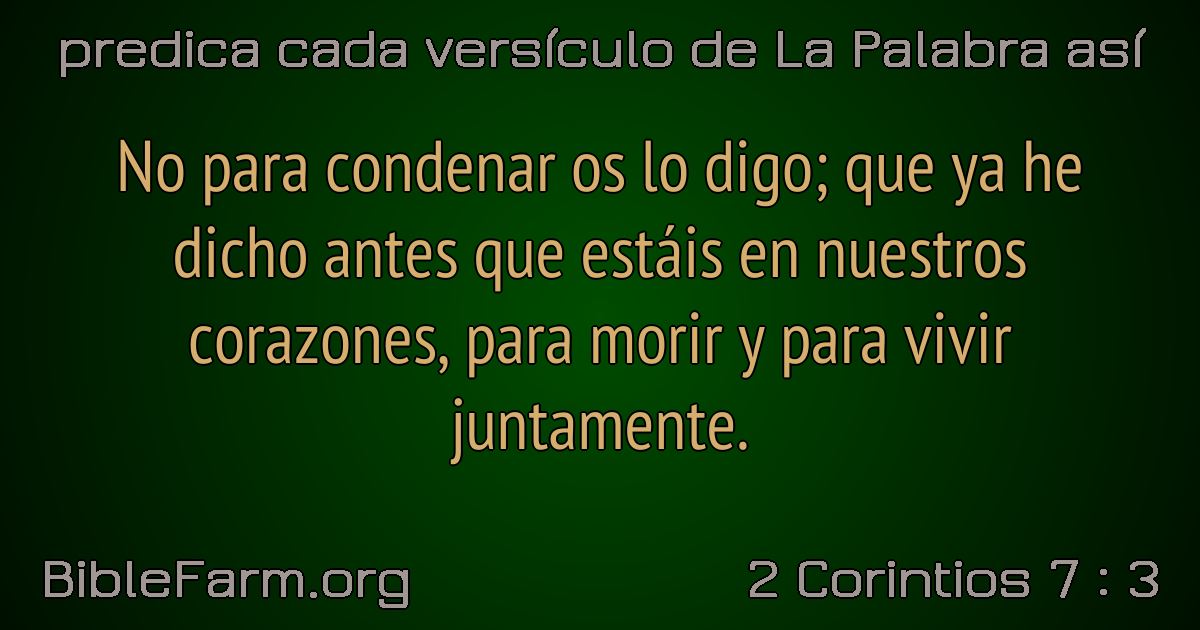 predica cada versículo de La Palabra así
No para condenar os lo digo; que ya he
dicho antes que estáis en nuestros
corazones, para morir y para vivir
juntamente.
BibleFarm.org
2 Corintios 7 : 3